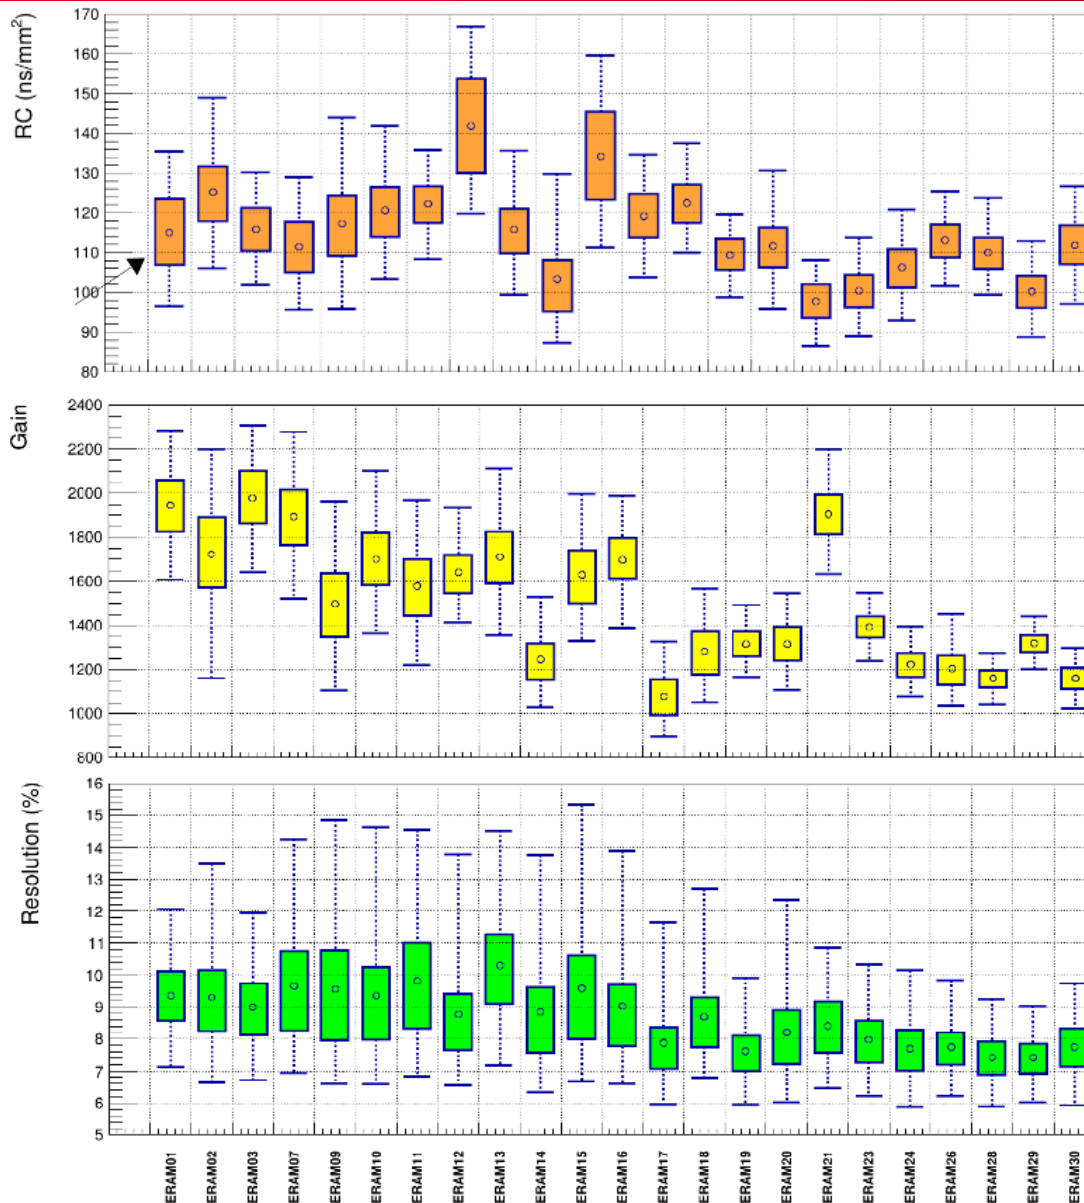 RC (ns/mm²)
170
160
150
140
130
120
110
100
90
80
Gain
2400
2200
2000
1800
1600
1400
1200
1000
800
Resolution (%)
16
15
14
13
12
11
10
9
8
7
6
5
ERAM01
ERAM02
ERAM03
ERAM07
ERAM09
ERAM10
ERAM11
ERAM12
ERAM13
ERAM14
ERAM15
ERAM16
ERAM17
ERAM18
ERAM19
ERAM20
ERAM21
ERAM23
ERAM24
ERAM26
ERAM28
ERAM29
ERAM30